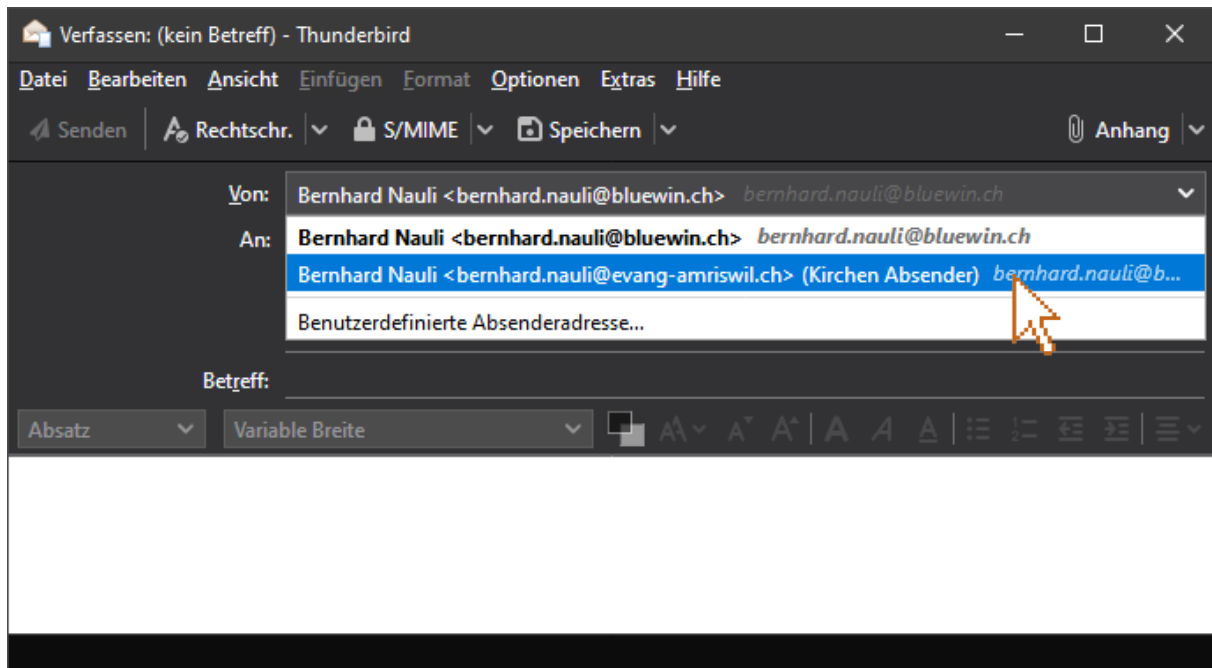 Verfassen: (kein Betreff) - Thunderbird
Datei Bearbeiten Ansicht Einfügen Format Optionen Extras Hilfe
Senden Rechtschr. S/MIME Speichern Anhang
Von: Bernhard Nauli <bernhard.nauli@bluewin.ch> bernhard.nauli@bluewin.ch
An: Bernhard Nauli <bernhard.nauli@bluewin.ch> bernhard.nauli@bluewin.ch
Bernhard Nauli <bernhard.nauli@evang-amriswil.ch> (Kirchen Absender) bernhard.nauli@b...
Benutzerdefinierte Absenderadresse...
Betreff:
Absatz Variable Breite